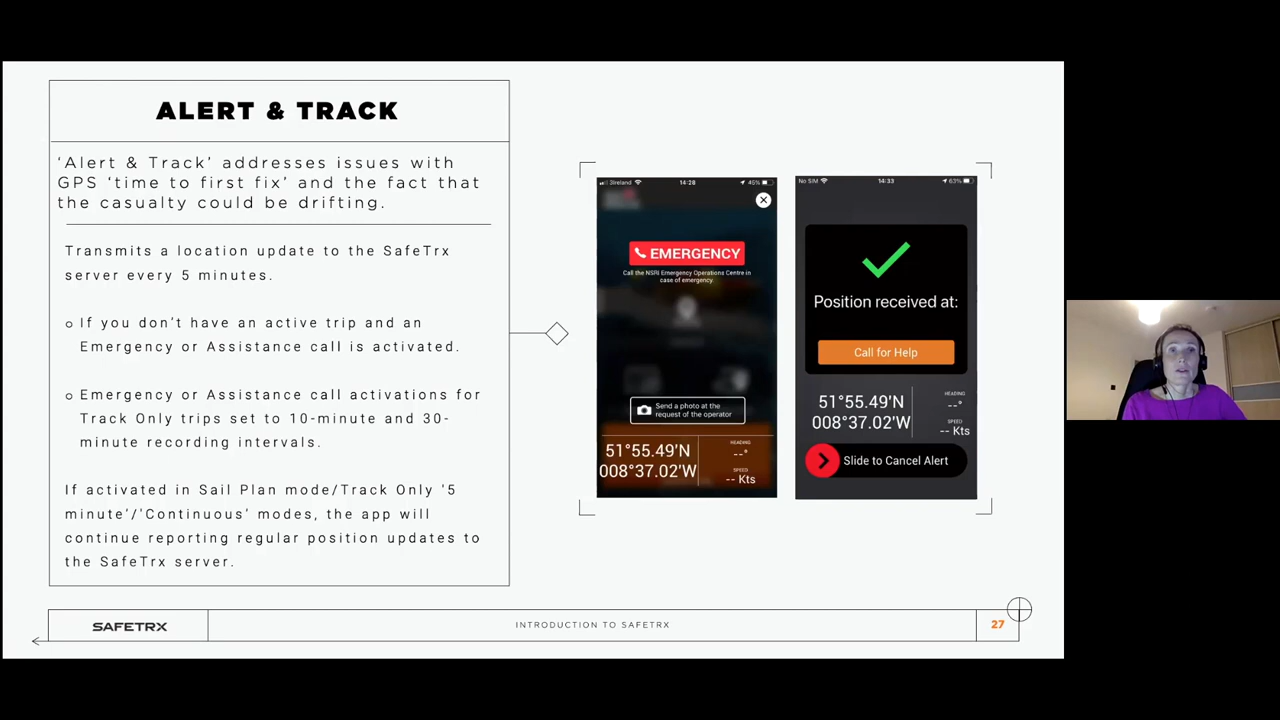 ALERT & TRACK
‘Alert & Track’ addresses issues with
GPS ‘time to first fix’ and the fact that
the casualty could be drifting.
Transmits a location update to the SafeTrx
server every 5 minutes.
If you don’t have an active trip and an
Emergency or Assistance call is activated.
Emergency or Assistance call activations for
Track Only trips set to 10-minute and 30-
minute recording intervals.
If activated in Sail Plan mode/Track Only '5
minute’/'Continuous’ modes, the app will
continue reporting regular position updates to
the SafeTrx server.
3Ireland 14:28 45%
EMERGENCY
Call the NSRI Emergency Operations Centre in
case of emergency.
Send a photo at the
request of the operator
51°55.49'N
008°37.02'W
HEADING
--°
SPEED
-- Kts
No SIM 14:33 63%
Position received at:
Call for Help
51°55.49'N
008°37.02'W
HEADING
--°
SPEED
-- Kts
Slide to Cancel Alert
SAFETRX
INTRODUCTION TO SAFETRX
27